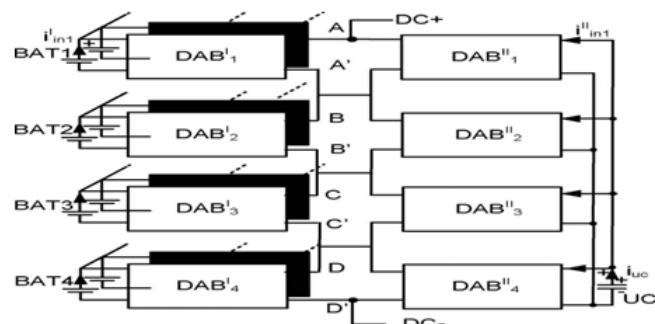 A DC+
i^I_in1 i^II_in1
BAT1 DAB^I_1 DAB^II_1
A'
B
BAT2 DAB^I_2 DAB^II_2
B'
BAT3 DAB^I_3 C DAB^II_3
C'
D
BAT4 DAB^I_4 DAB^II_4 i_uc
D' UC
DC-